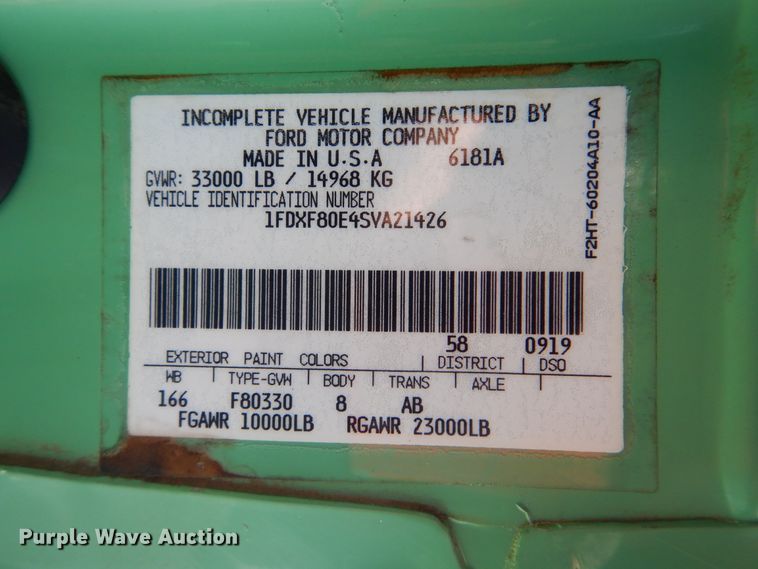 INCOMPLETE VEHICLE MANUFACTURED BY
FORD MOTOR COMPANY
MADE IN U.S.A 6181A
GVWR: 33000 LB / 14968 KG
VEHICLE IDENTIFICATION NUMBER
1FDXF80E4SVA21426
F2HT-60204A10-AA
58 0919
EXTERIOR PAINT COLORS DISTRICT DSO
WB TYPE-GVW BODY TRANS AXLE
166 F80330 8 AB
FGAWR 10000LB RGAWR 23000LB
Purple Wave Auction